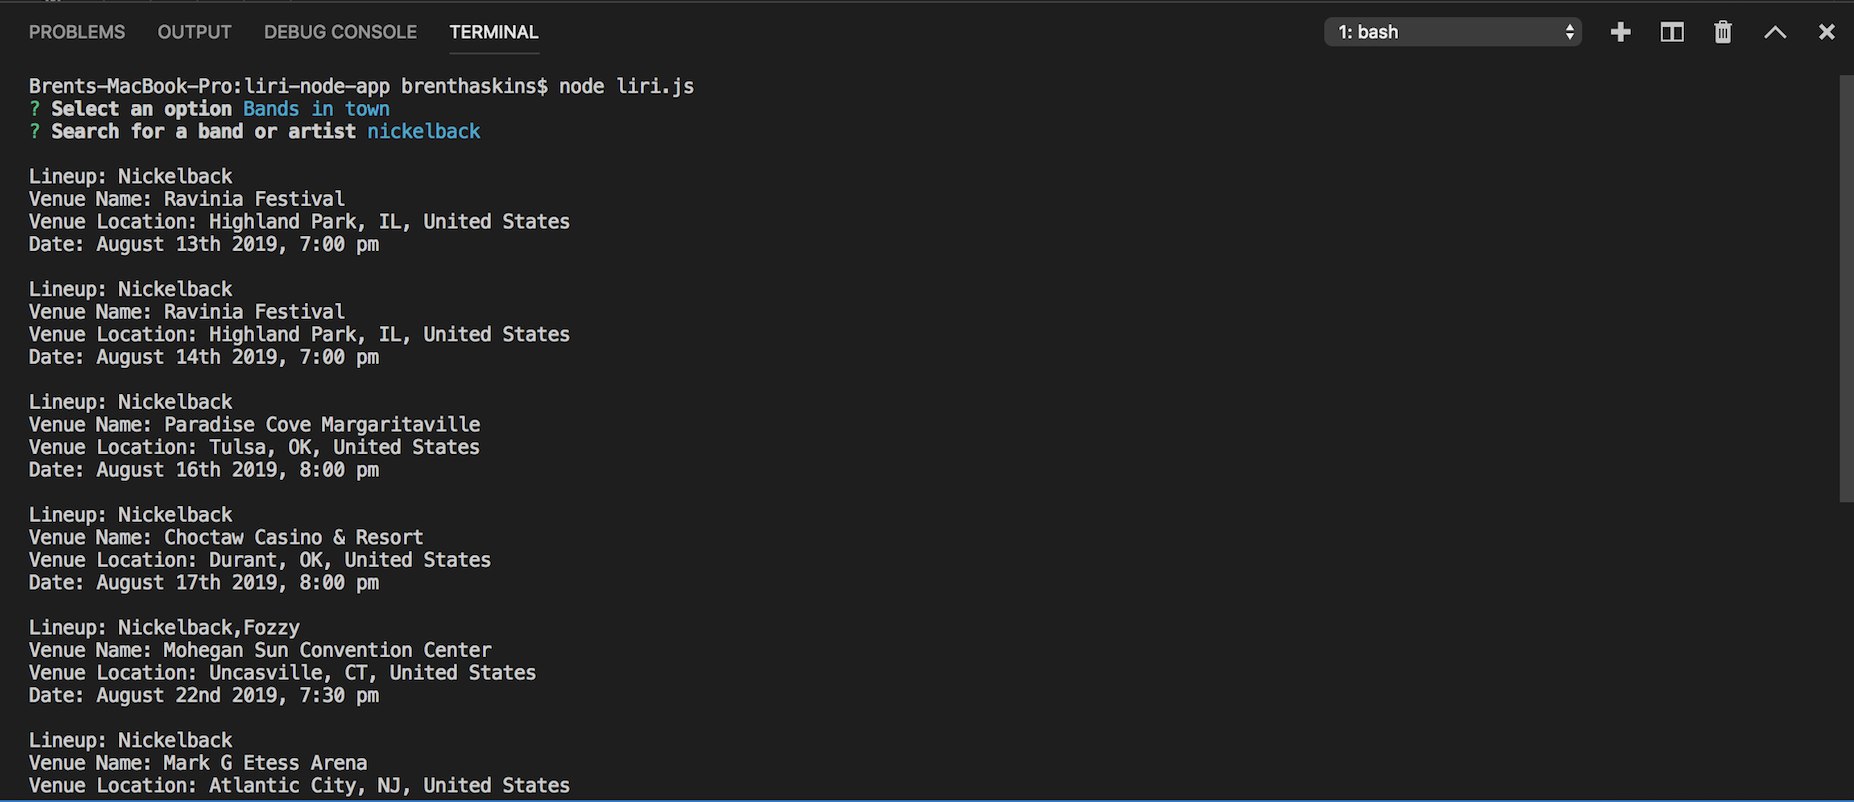 PROBLEMS OUTPUT DEBUG CONSOLE TERMINAL 1: bash
Brents-MacBook-Pro:liri-node-app brenthaskins$ node liri.js
? Select an option Bands in town
? Search for a band or artist nickelback
Lineup: Nickelback
Venue Name: Ravinia Festival
Venue Location: Highland Park, IL, United States
Date: August 13th 2019, 7:00 pm
Lineup: Nickelback
Venue Name: Ravinia Festival
Venue Location: Highland Park, IL, United States
Date: August 14th 2019, 7:00 pm
Lineup: Nickelback
Venue Name: Paradise Cove Margaritaville
Venue Location: Tulsa, OK, United States
Date: August 16th 2019, 8:00 pm
Lineup: Nickelback
Venue Name: Choctaw Casino & Resort
Venue Location: Durant, OK, United States
Date: August 17th 2019, 8:00 pm
Lineup: Nickelback,Fozzy
Venue Name: Mohegan Sun Convention Center
Venue Location: Uncasville, CT, United States
Date: August 22nd 2019, 7:30 pm
Lineup: Nickelback
Venue Name: Mark G Etess Arena
Venue Location: Atlantic City, NJ, United States